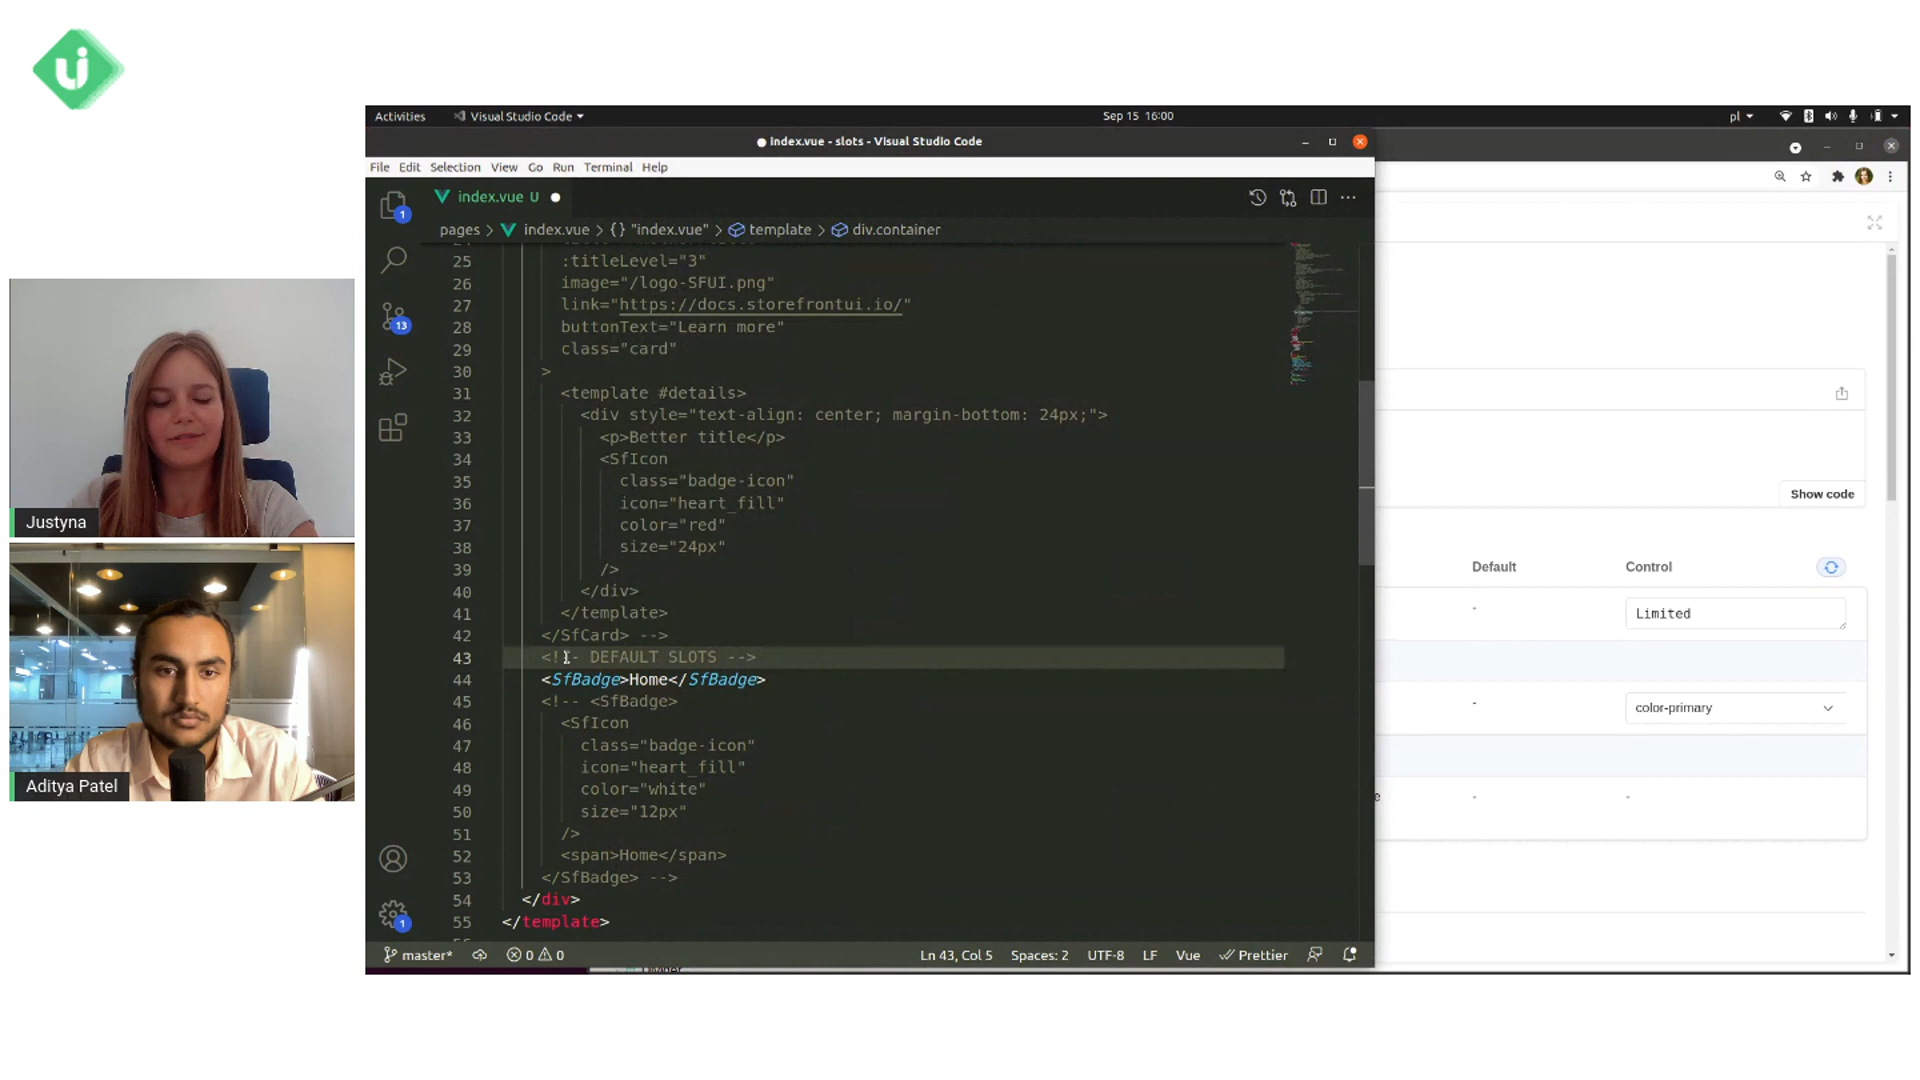 Activities
Visual Studio Code
Sep 15 16:00
pl
index.vue - slots - Visual Studio Code
File Edit Selection View Go Run Terminal Help
index.vue U
pages > index.vue > {} "index.vue" > template > div.container
25 :titleLevel="3"
26 image="/logo-SFUI.png"
27 link="https://docs.storefrontui.io/"
28 buttonText="Learn more"
29 class="card"
30 >
31 <template #details>
32 <div style="text-align: center; margin-bottom: 24px;">
33 <p>Better title</p>
34 <SfIcon
35 class="badge-icon"
36 icon="heart_fill"
37 color="red"
38 size="24px"
39 />
40 </div>
41 </template>
42 </SfCard> -->
43 <!-- DEFAULT SLOTS -->
44 <SfBadge>Home</SfBadge>
45 <!-- <SfBadge>
46 <SfIcon
47 class="badge-icon"
48 icon="heart_fill"
49 color="white"
50 size="12px"
51 />
52 <span>Home</span>
53 </SfBadge> -->
54 </div>
55 </template>
1
13
1
master* 0 0 Ln 43, Col 5 Spaces: 2 UTF-8 LF Vue Prettier
Show code
Default Control
- Limited
- color-primary
e - -
Justyna
Aditya Patel